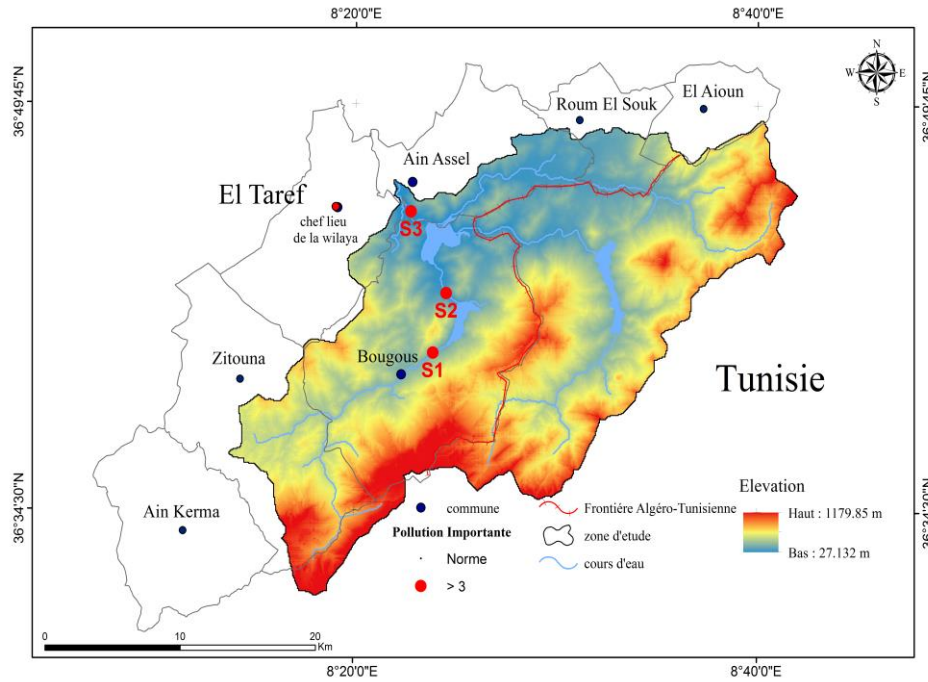 8°20'0"E
8°40'0"E
36°49'45"N
36°49'45"N
N
W
E
S
El Aioun
Roum El Souk
Ain Assel
El Taref
chef lieu
de la wilaya
S3
S2
Zitouna
Bougous
S1
Tunisie
Ain Kerma
36°34'30"N
36°34'30"N
Elevation
Haut : 1179.85 m
Bas : 27.132 m
commune
Pollution Importante
Norme
> 3
Frontiére Algéro-Tunisienne
zone d'etude
cours d'eau
0
10
20
Km
8°20'0"E
8°40'0"E